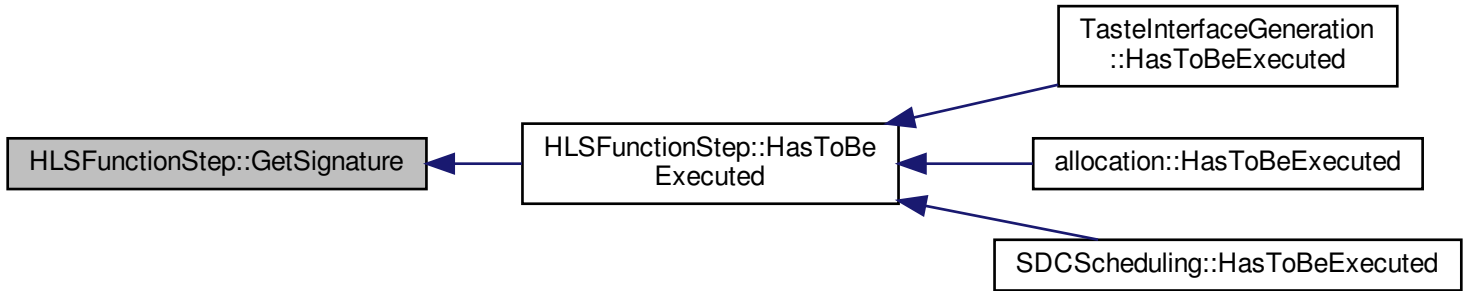 HLSFunctionStep::GetSignature
HLSFunctionStep::HasToBe
Executed
TasteInterfaceGeneration
::HasToBeExecuted
allocation::HasToBeExecuted
SDCScheduling::HasToBeExecuted